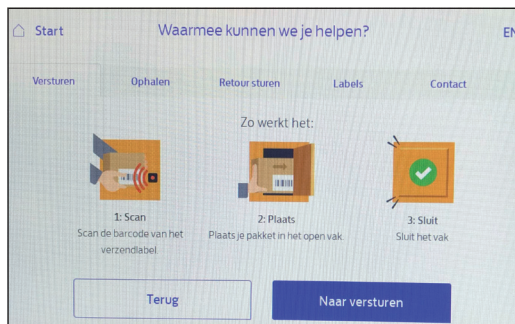 Start
Waarmee kunnen we je helpen?
EN
Versturen
Ophalen
Retour sturen
Labels
Contact
Zo werkt het:
1: Scan
Scan de barcode van het
verzendlabel.
2: Plaats
Plaats je pakket in het open vak.
3: Sluit
Sluit het vak
Terug
Naar versturen